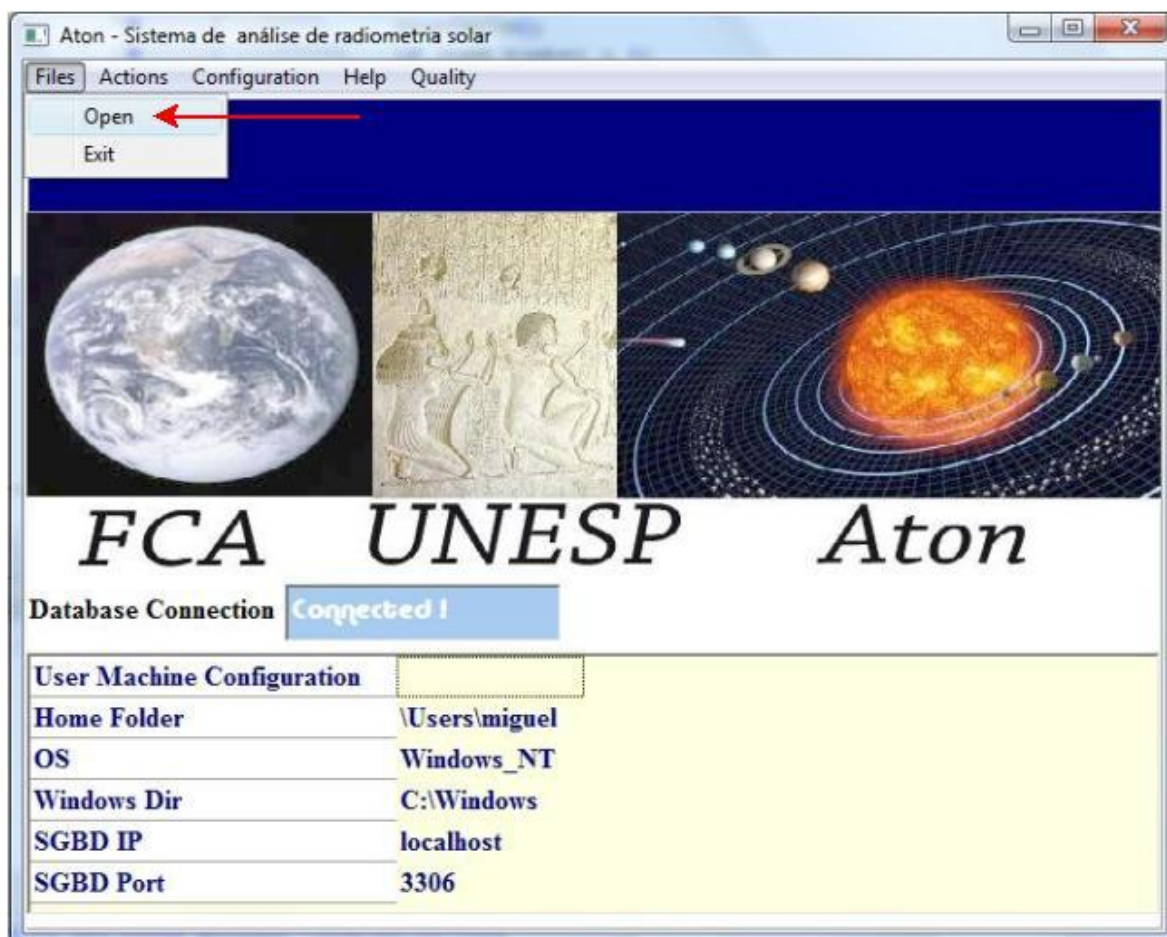 Aton - Sistema de análise de radiometria solar
Files Actions Configuration Help Quality
Open
Exit
FCA UNESP Aton
Database Connection Connected !
User Machine Configuration
Home Folder \Users\miguel
OS Windows_NT
Windows Dir C:\Windows
SGBD IP localhost
SGBD Port 3306